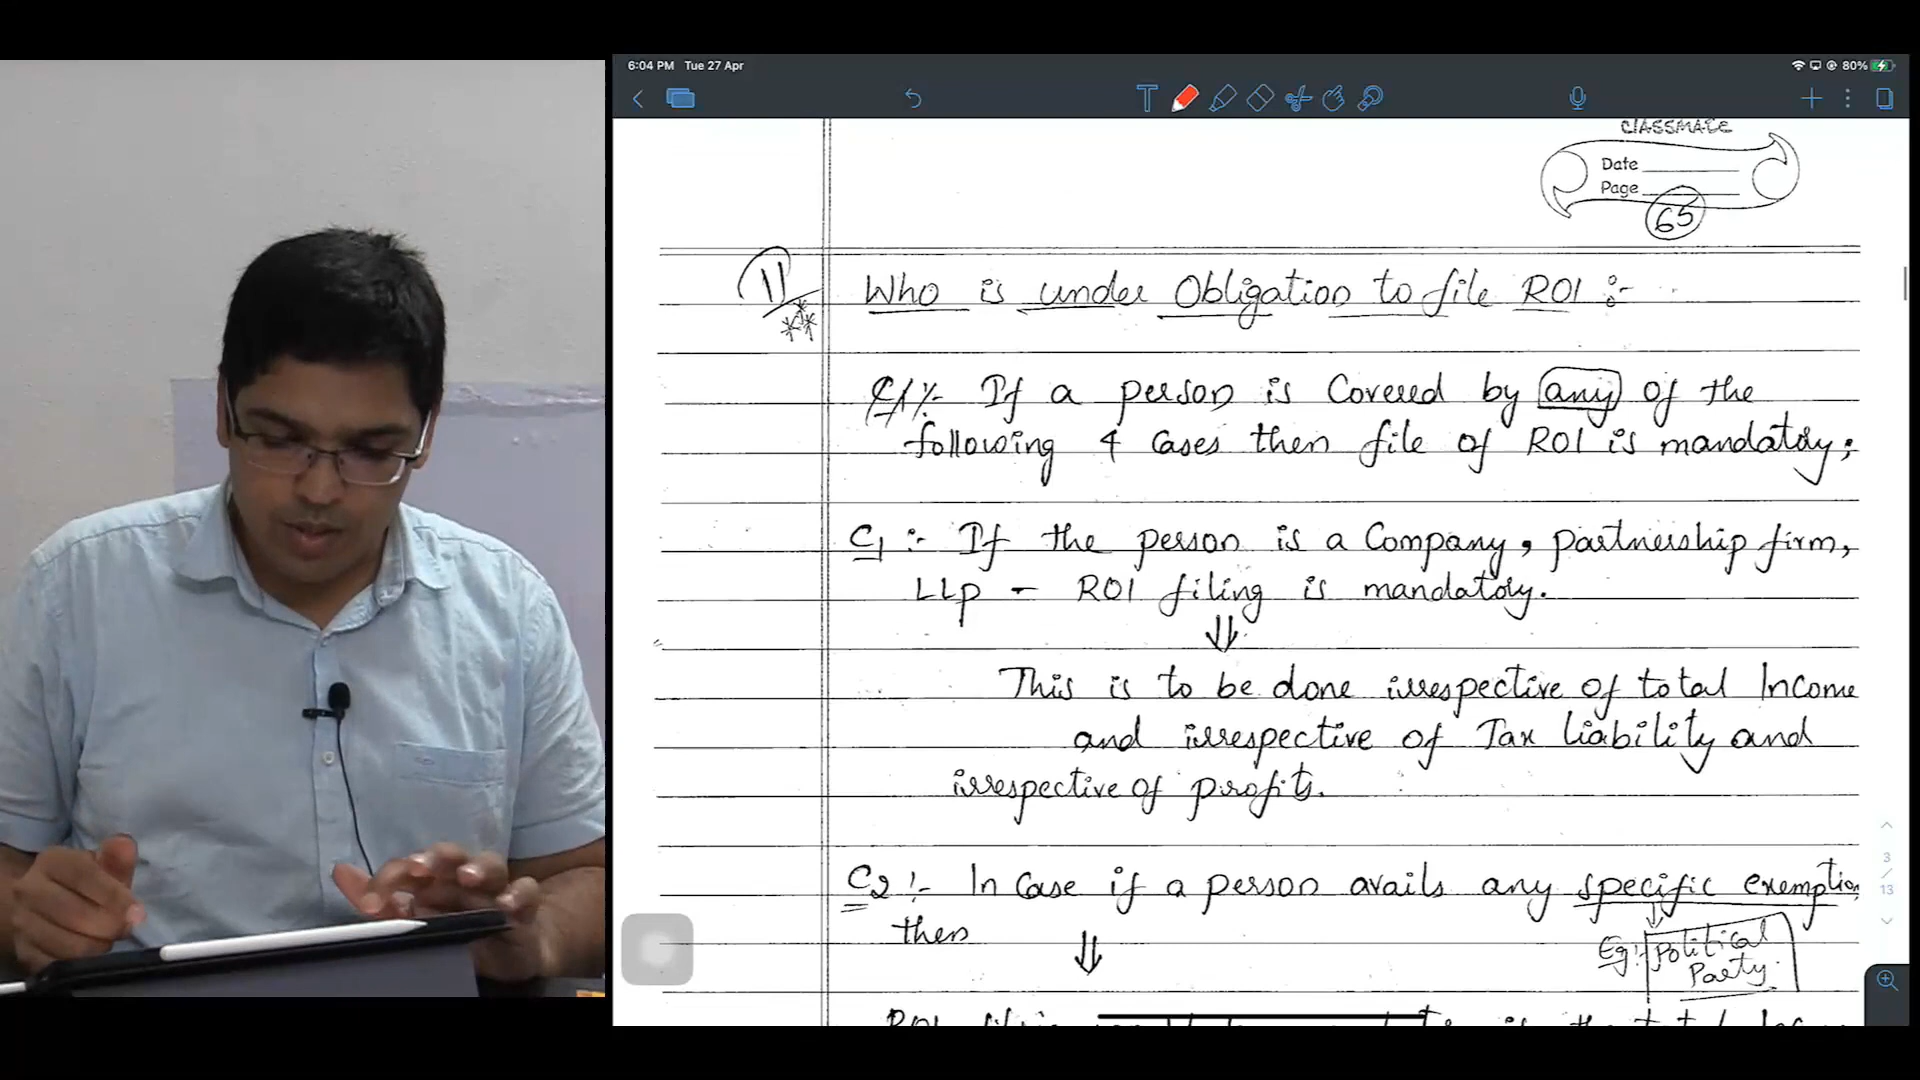 6:04 PM Tue 27 Apr
80%
CLASSMATE
Date
Page
65
11
Who is under Obligation to file ROI :-
If a person is Covered by any of the
following 4 Cases then file of ROI is mandatory;
C1 :- If the person is a Company, partnership firm,
LLp - ROI filing is mandatory.
This is to be done irrespective of total Income
and irrespective of Tax liability and
irrespective of profits.
C2 :- In Case if a person avails any specific exemption
then
Eg:- Political
Party.
3
/
13